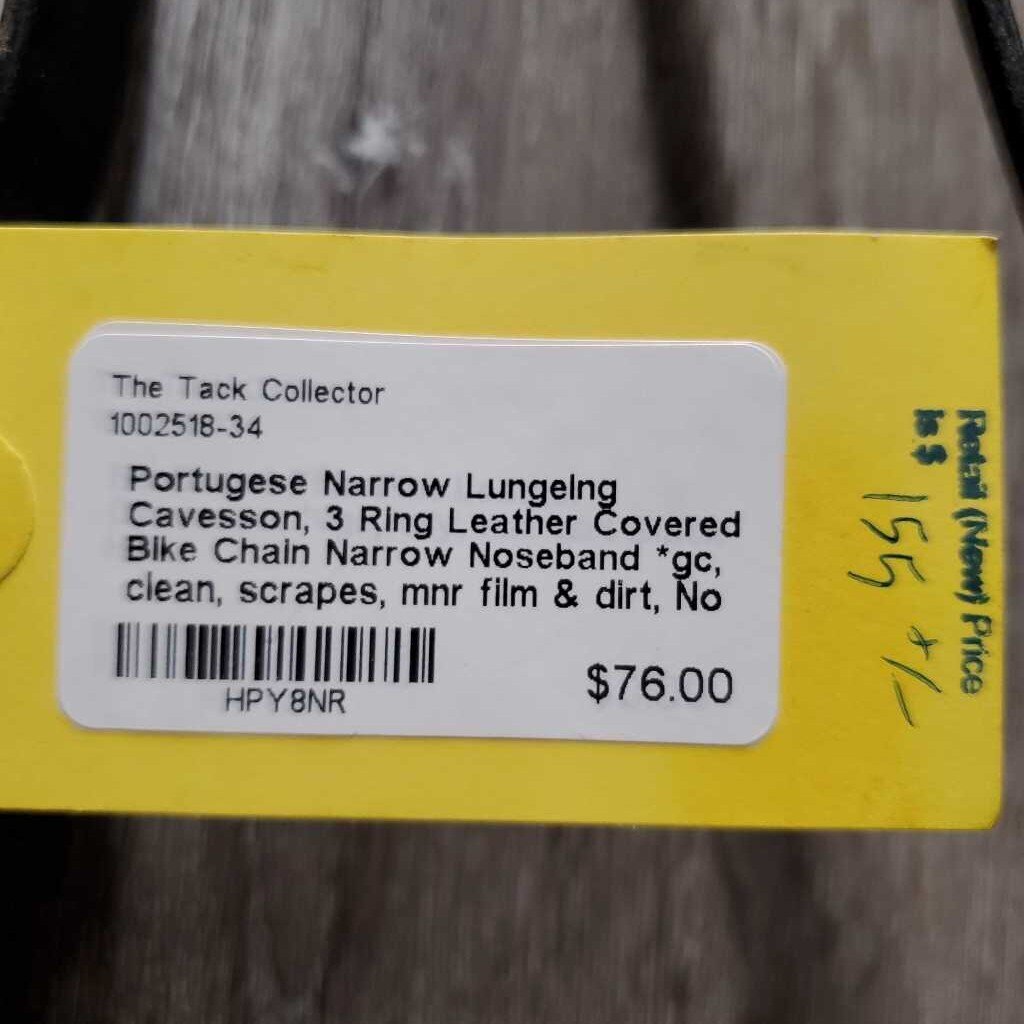 The Tack Collector
1002518-34
Portugese Narrow Lungeing
Cavesson, 3 Ring Leather Covered
Bike Chain Narrow Noseband *gc,
clean, scrapes, mnr film & dirt, No
HPY8NR
$76.00
Retail (New) Price
is $
155 +/-